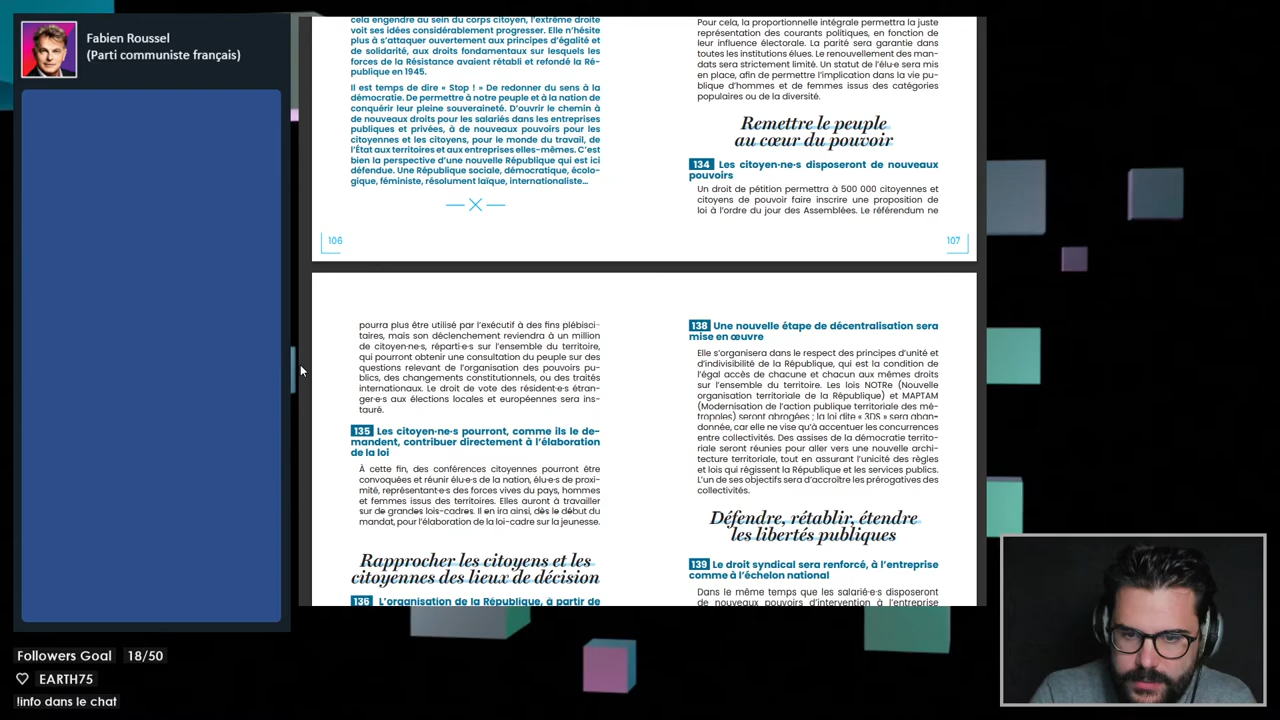 Fabien Roussel
(Parti communiste français)
cela engendre au sein du corps citoyen, l'extrême droite
voit ses idées considérablement progresser. Elle n'hésite
plus à s'attaquer ouvertement aux principes d'égalité et
de solidarité, aux droits fondamentaux sur lesquels les
forces de la Résistance avaient rétabli et refondé la Ré-
publique en 1945.
Il est temps de dire « Stop ! » De redonner du sens à la
démocratie. De permettre à notre peuple et à la nation de
conquérir leur pleine souveraineté. D'ouvrir le chemin à
de nouveaux droits pour les salariés dans les entreprises
publiques et privées, à de nouveaux pouvoirs pour les
citoyennes et les citoyens, pour le monde du travail, de
l'État aux territoires et aux entreprises elles-mêmes. C'est
bien la perspective d'une nouvelle République qui est ici
défendue. Une République sociale, démocratique, écolo-
gique, féministe, résolument laïque, internationaliste…
106
Pour cela, la proportionnelle intégrale permettra la juste
représentation des courants politiques, en fonction de
leur influence électorale. La parité sera garantie dans
toutes les institutions élues. Le renouvellement des man-
dats sera strictement limité. Un statut de l'élu·e sera mis
en place, afin de permettre l'implication dans la vie pu-
blique d'hommes et de femmes issus des catégories
populaires ou de la diversité.
Remettre le peuple
au cœur du pouvoir
134 Les citoyen·ne·s disposeront de nouveaux
pouvoirs
Un droit de pétition permettra à 500 000 citoyennes et
citoyens de pouvoir faire inscrire une proposition de
loi à l'ordre du jour des Assemblées. Le référendum ne
107
pourra plus être utilisé par l'exécutif à des fins plébisci-
taires, mais son déclenchement reviendra à un million
de citoyen·ne·s, réparti·e·s sur l'ensemble du territoire,
qui pourront obtenir une consultation du peuple sur des
questions relevant de l'organisation des pouvoirs pu-
blics, des changements constitutionnels, ou des traités
internationaux. Le droit de vote des résident·e·s étran-
ger·e·s aux élections locales et européennes sera ins-
tauré.
135 Les citoyen·ne·s pourront, comme ils le de-
mandent, contribuer directement à l'élaboration
de la loi
À cette fin, des conférences citoyennes pourront être
convoquées et réunir élu·e·s de la nation, élu·e·s de proxi-
mité, représentant·e·s des forces vives du pays, hommes
et femmes issus des territoires. Elles auront à travailler
sur de grandes lois-cadres. Il en ira ainsi, dès le début du
mandat, pour l'élaboration de la loi-cadre sur la jeunesse.
Rapprocher les citoyens et les
citoyennes des lieux de décision
136 L'organisation de la République, à partir de
138 Une nouvelle étape de décentralisation sera
mise en œuvre
Elle s'organisera dans le respect des principes d'unité et
d'indivisibilité de la République, qui est la condition de
l'égal accès de chacune et chacun aux mêmes droits
sur l'ensemble du territoire. Les lois NOTRe (Nouvelle
organisation territoriale de la République) et MAPTAM
(Modernisation de l'action publique territoriale des mé-
tropoles) seront abrogées ; la loi dite « 3DS » sera aban-
donnée, car elle ne vise qu'à accentuer les concurrences
entre collectivités. Des assises de la démocratie territo-
riale seront réunies pour aller vers une nouvelle archi-
tecture territoriale, tout en assurant l'unicité des règles
et lois qui régissent la République et les services publics.
L'un de ses objectifs sera d'accroître les prérogatives des
collectivités.
Défendre, rétablir, étendre
les libertés publiques
139 Le droit syndical sera renforcé, à l'entreprise
comme à l'échelon national
Dans le même temps que les salarié·e·s disposeront
de nouveaux pouvoirs d'intervention à l'entreprise
Followers Goal 18/50
EARTH75
!info dans le chat